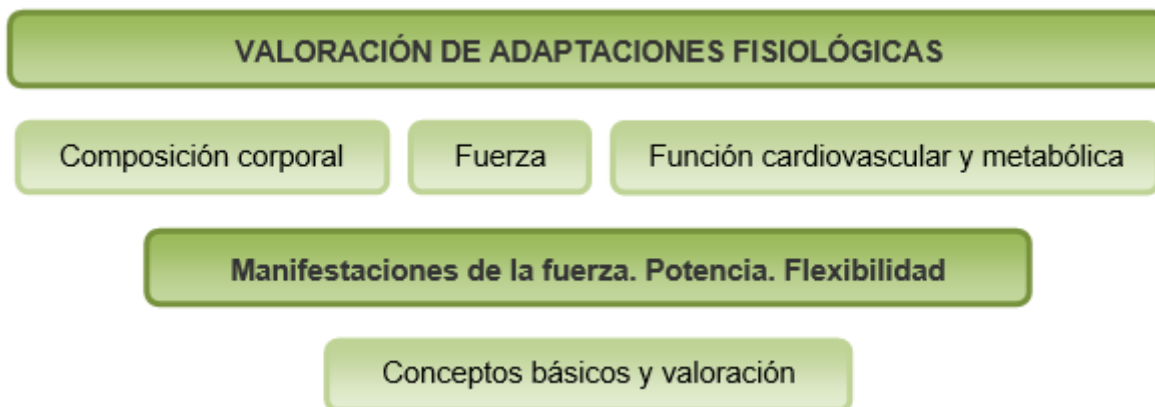 VALORACIÓN DE ADAPTACIONES FISIOLÓGICAS
Composición corporal
Fuerza
Función cardiovascular y metabólica
Manifestaciones de la fuerza. Potencia. Flexibilidad
Conceptos básicos y valoración